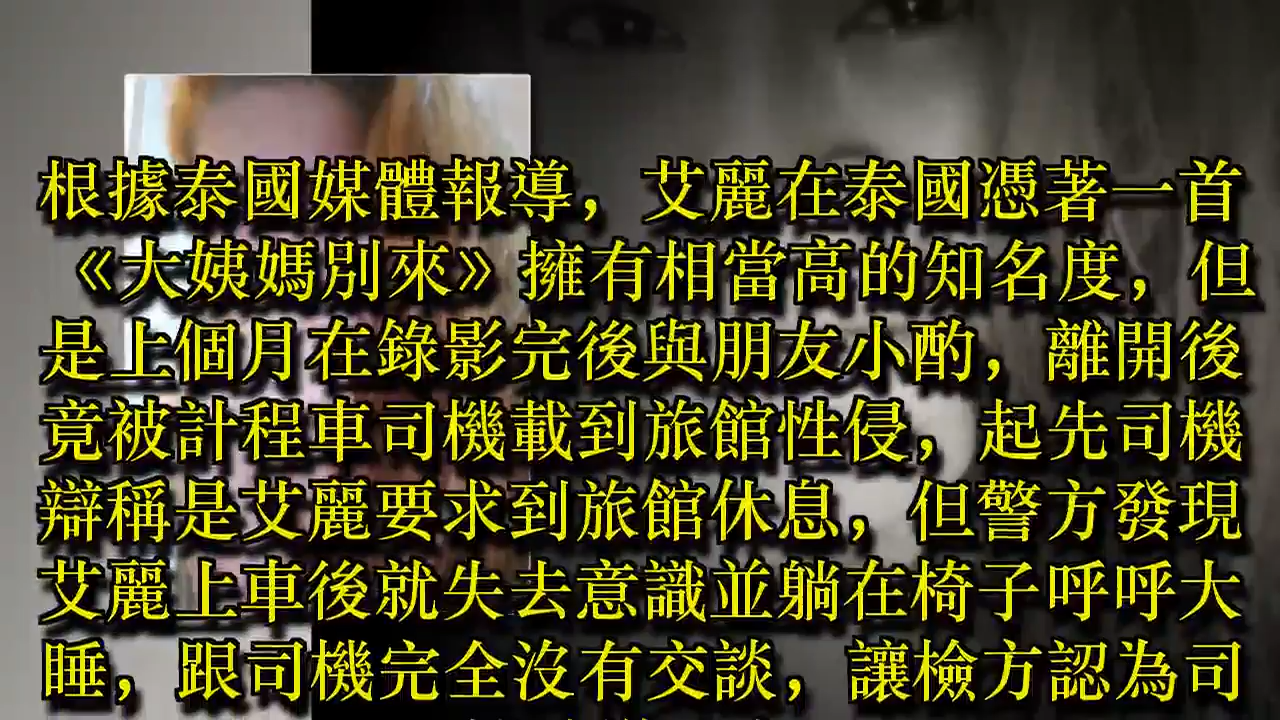 根據泰國媒體報導，艾麗在泰國憑著一首
《大姨媽別來》擁有相當高的知名度，但
是上個月在錄影完後與朋友小酌，離開後
竟被計程車司機載到旅館性侵，起先司機
辯稱是艾麗要求到旅館休息，但警方發現
艾麗上車後就失去意識並躺在椅子呼呼大
睡，跟司機完全沒有交談，讓檢方認為司